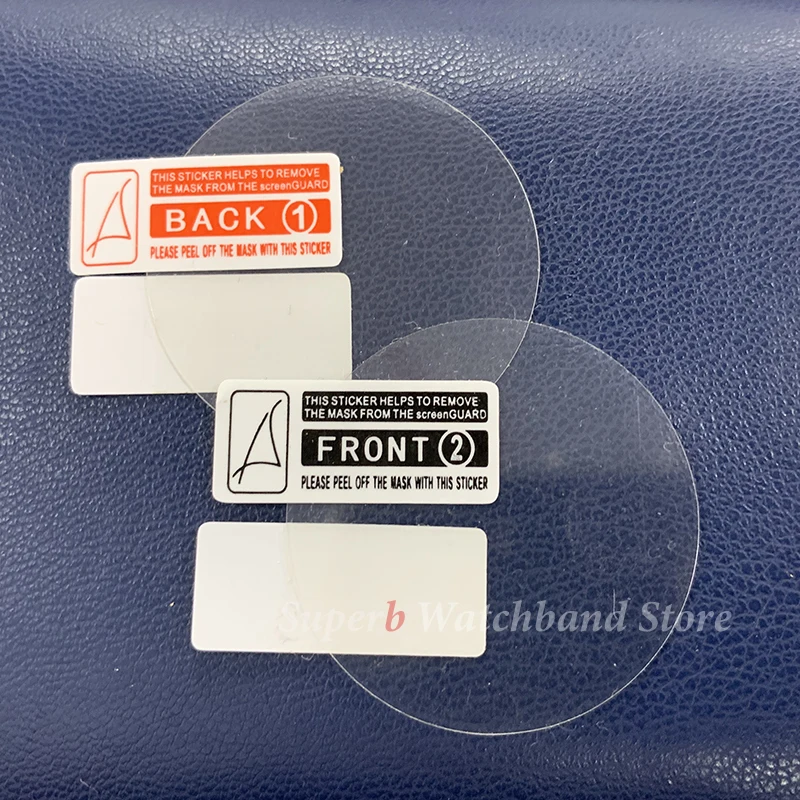 THIS STICKER HELPS TO REMOVE
THE MASK FROM THE screenGUARD
BACK 1
PLEASE PEEL OFF THE MASK WITH THIS STICKER
THIS STICKER HELPS TO REMOVE
THE MASK FROM THE screenGUARD
FRONT 2
PLEASE PEEL OFF THE MASK WITH THIS STICKER
Superb Watchband Store